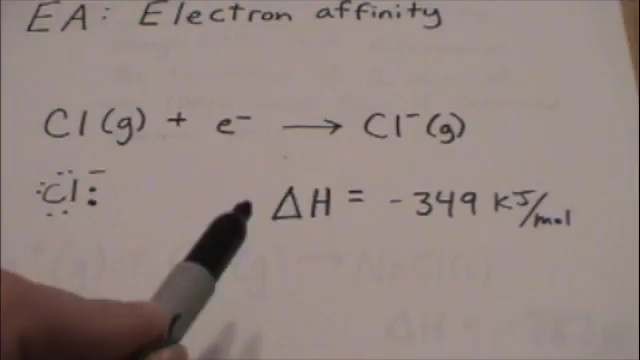 EA: Electron affinity
Cl(g) + e⁻ → Cl⁻(g)
:Cl:⁻
ΔH = -349 kJ/mol